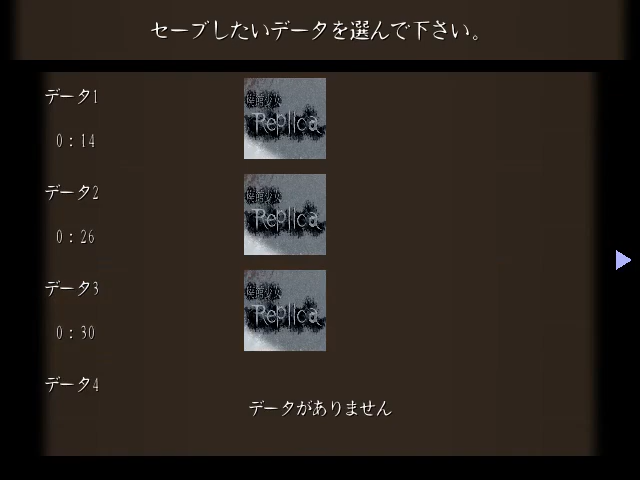 セーブしたいデータを選んで下さい。
データ1
0：14
Replica
データ2
0：26
Replica
データ3
0：30
Replica
データ4
データがありません